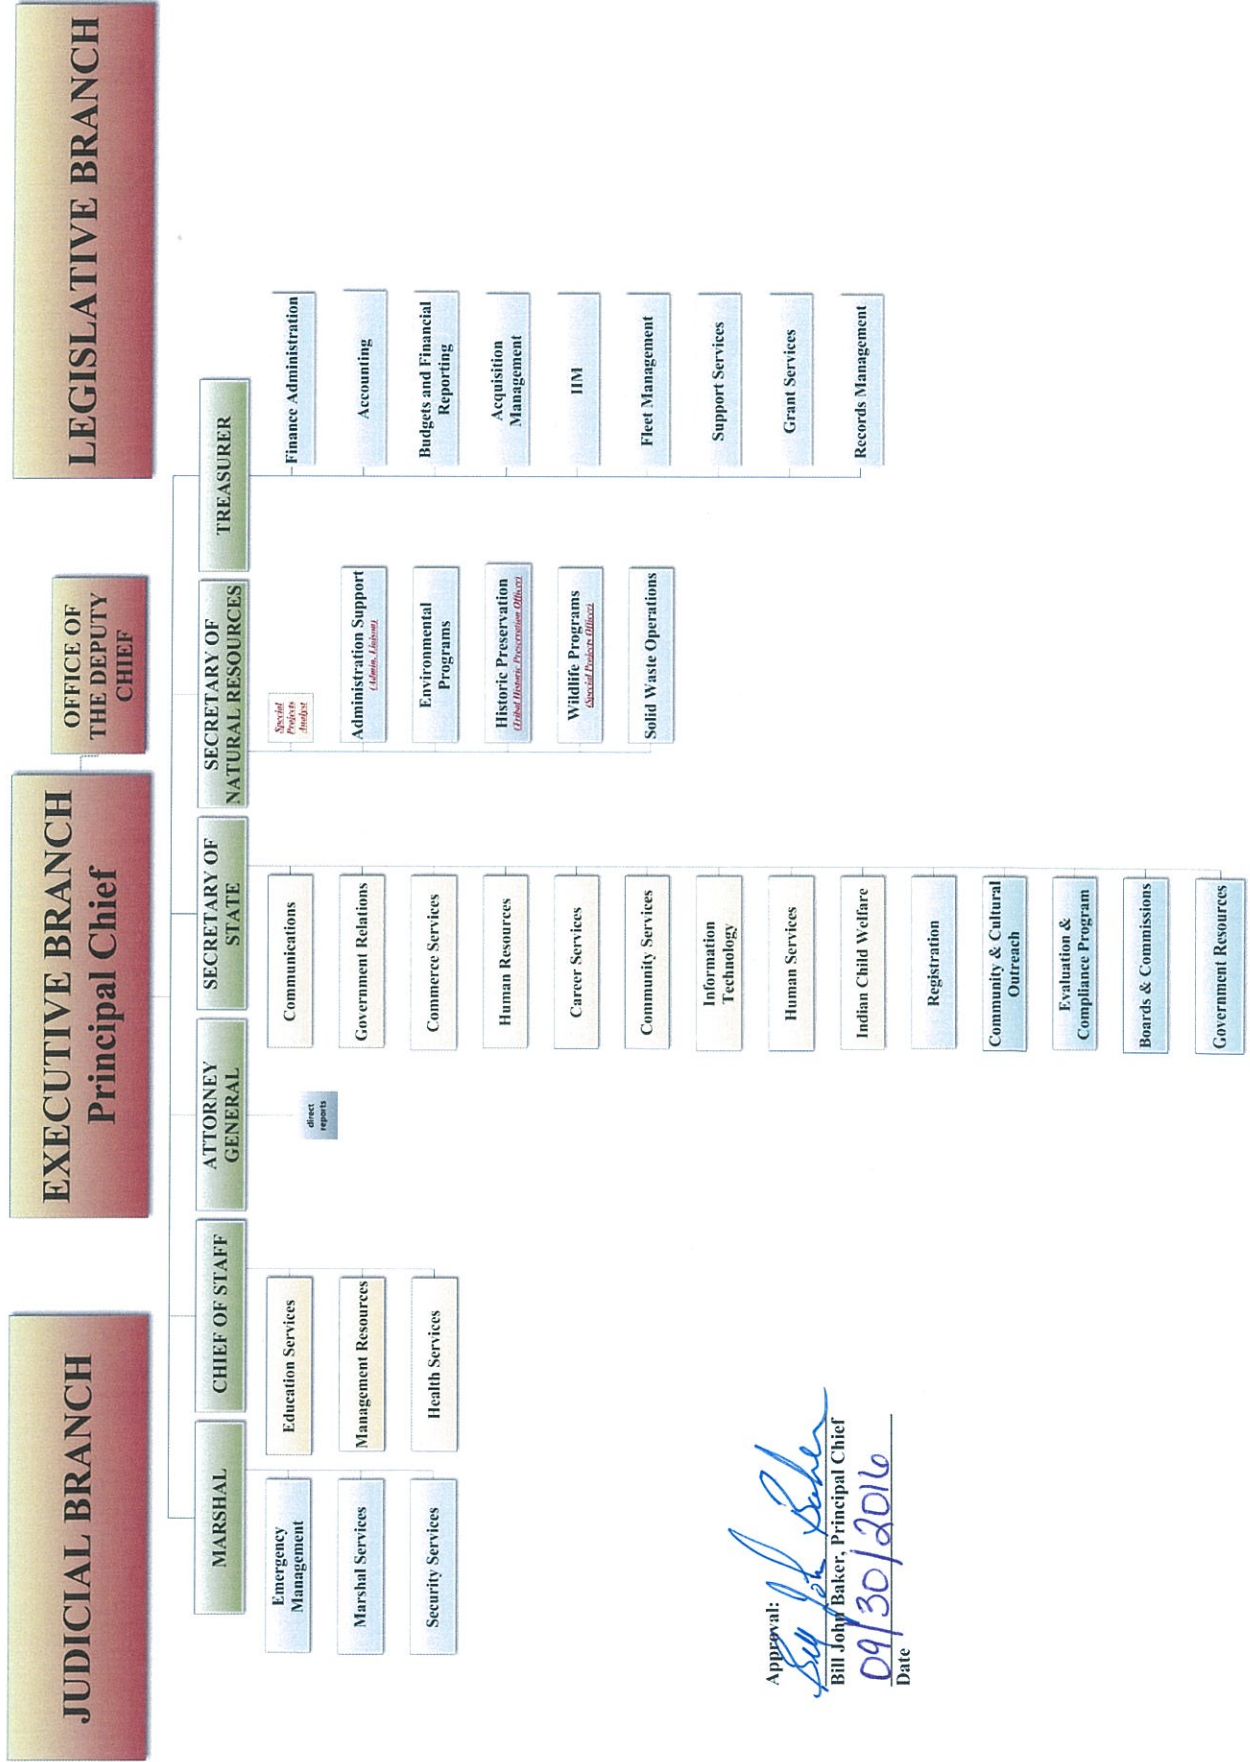 JUDICIAL BRANCH
EXECUTIVE BRANCH
Principal Chief
OFFICE OF
THE DEPUTY
CHIEF
LEGISLATIVE BRANCH
MARSHAL
Emergency
Management
Marshal Services
Security Services
CHIEF OF STAFF
Education Services
Management Resources
Health Services
ATTORNEY
GENERAL
direct
reports
SECRETARY OF
STATE
Communications
Government Relations
Commerce Services
Human Resources
Career Services
Community Services
Information
Technology
Human Services
Indian Child Welfare
Registration
Community & Cultural
Outreach
Evaluation &
Compliance Program
Boards & Commissions
Government Resources
SECRETARY OF
NATURAL RESOURCES
Special
Projects
Analyst
Administration Support
(Admin. Liaison)
Environmental
Programs
Historic Preservation
(Tribal Historic Preservation Officer)
Wildlife Programs
(Special Projects Officer)
Solid Waste Operations
TREASURER
Finance Administration
Accounting
Budgets and Financial
Reporting
Acquisition
Management
IIM
Fleet Management
Support Services
Grant Services
Records Management
Approval:
Bill John Baker
Bill John Baker, Principal Chief
09/30/2016
Date